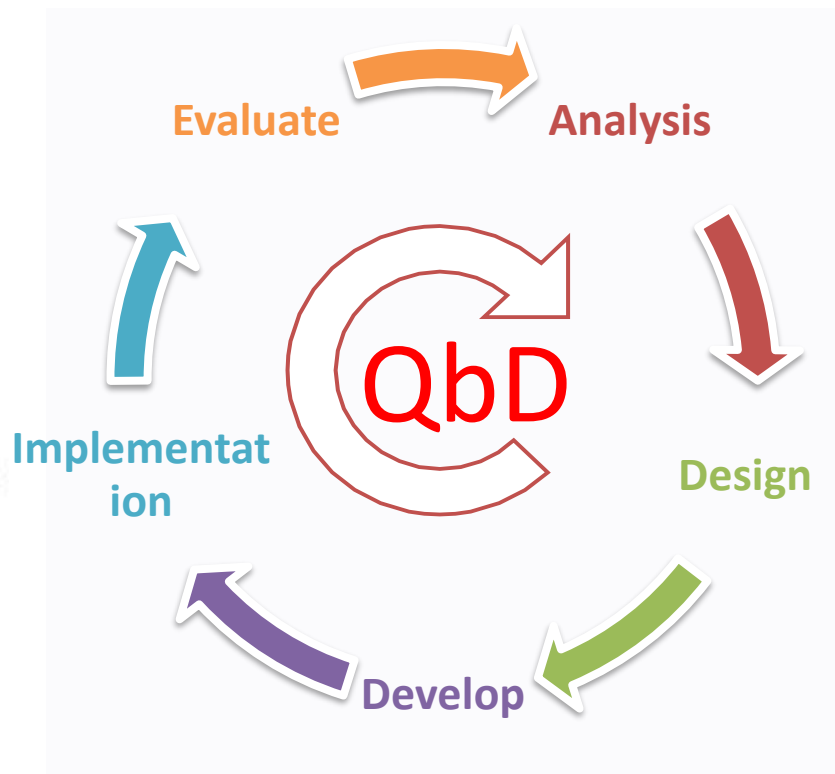 Evaluate
Analysis
QbD
Implementat
ion
Design
Develop